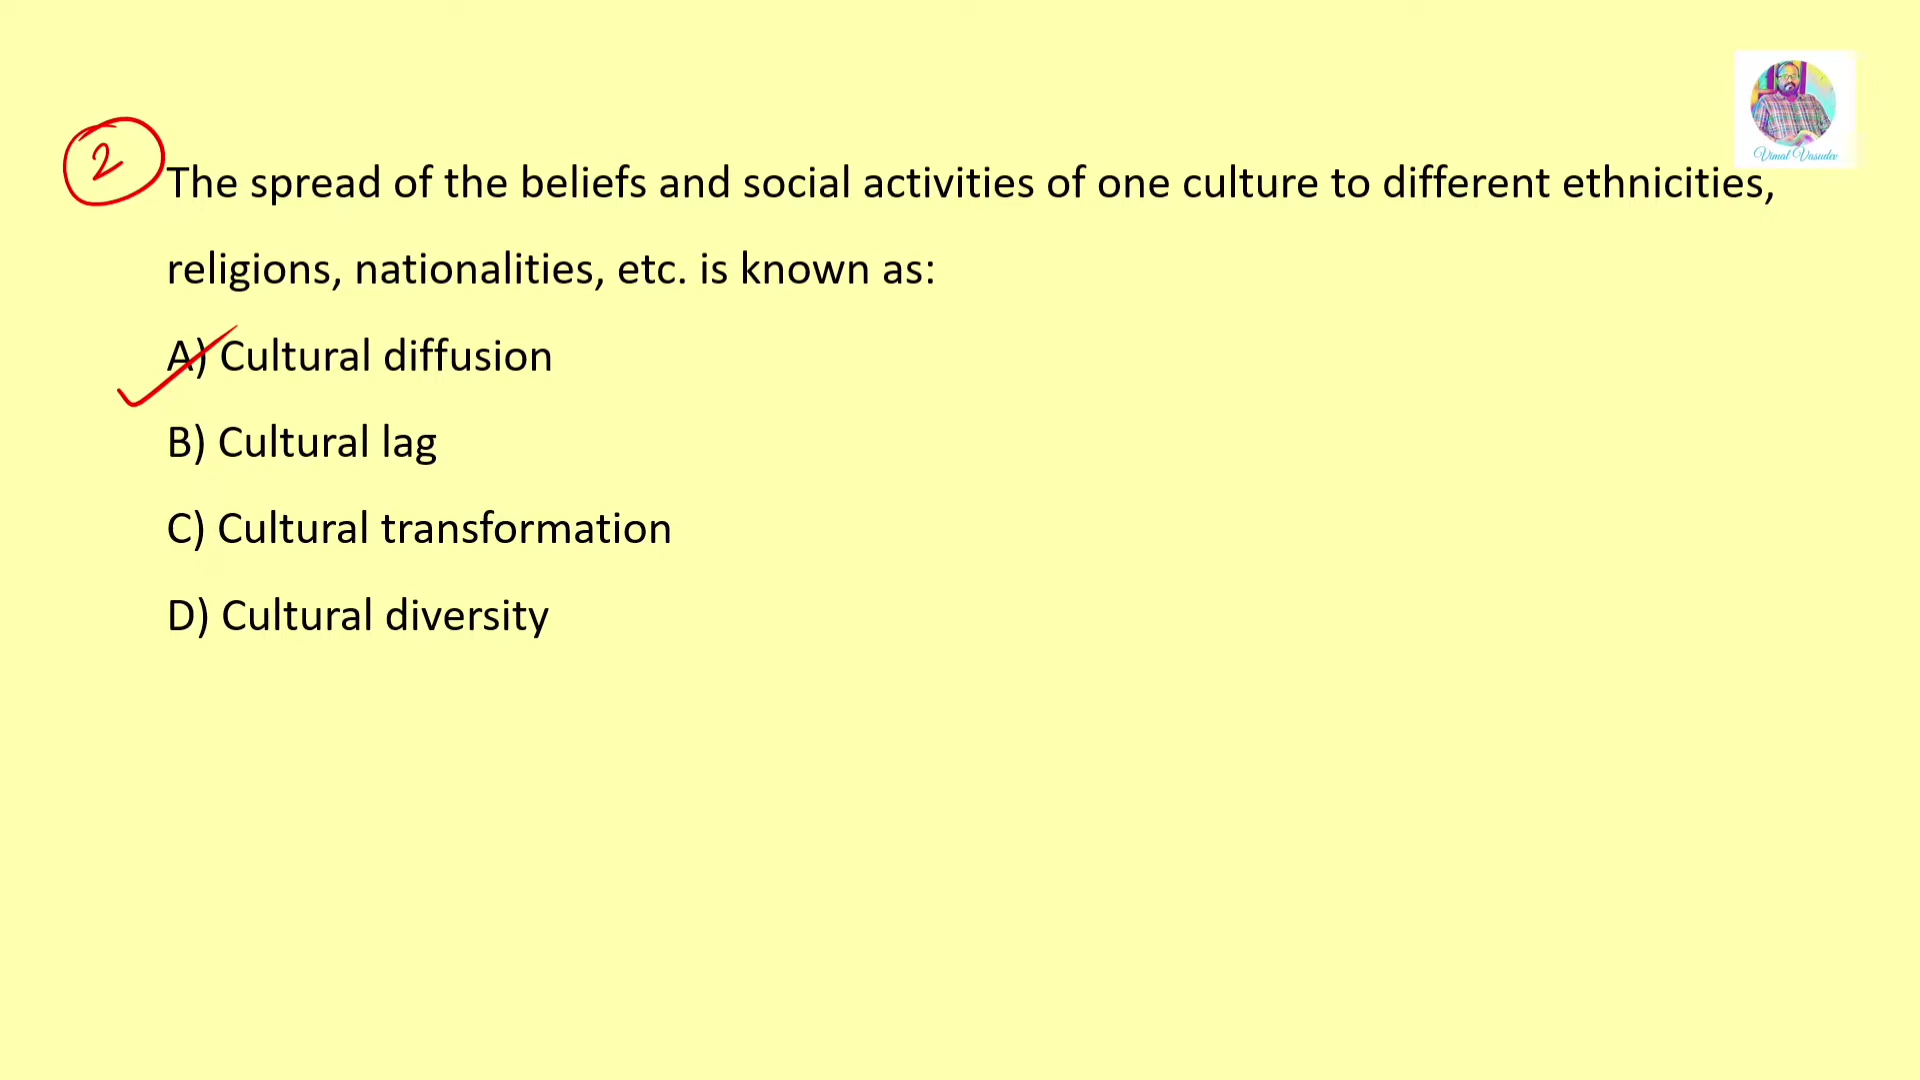 Vimal Vasudev
2
The spread of the beliefs and social activities of one culture to different ethnicities,
religions, nationalities, etc. is known as:
A) Cultural diffusion
B) Cultural lag
C) Cultural transformation
D) Cultural diversity